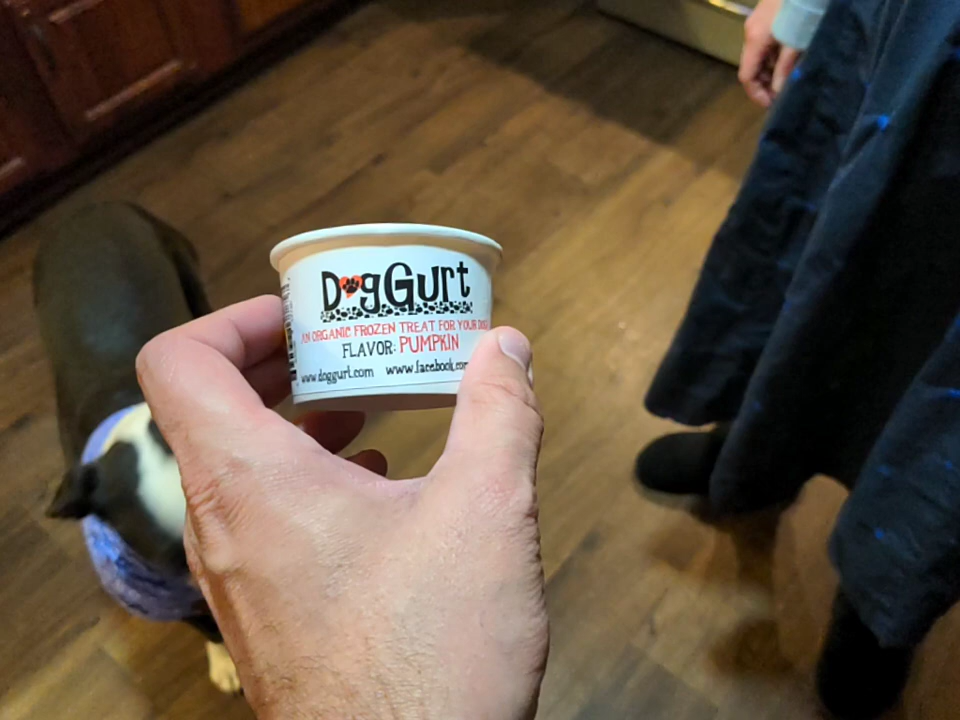 DogGurt
AN ORGANIC FROZEN TREAT FOR YOUR DOG!
FLAVOR: PUMPKIN
www.doggurt.com www.facebook.com